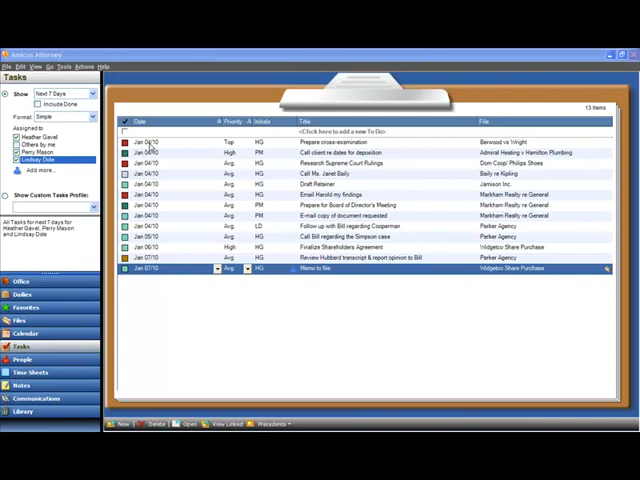 Amicus Attorney
File Edit View Go Tools Actions Help
Tasks
Show Next 7 Days
Include Done
Format: Simple
Assigned to
Heather Gavel
Others by me
Perry Mason
Lindsay Dole
Add more...
Show Custom Tasks Profile:
All Tasks for next 7 days for
Heather Gavel, Perry Mason
and Lindsay Dole
Office
Dailies
Favorites
Files
Calendar
Tasks
People
Time Sheets
Notes
Communications
Library
13 Items
Date Priority Initials Title File
<Click here to add a new To Do>
Jan 04/10 Top HG Prepare cross-examination Berwood vs Wright
Jan 04/10 High PM Call client re dates for deposition Admiral Heating v Hamilton Plumbing
Jan 04/10 Avg. HG Research Supreme Court Rulings Dom Coop/ Philips Shoes
Jan 04/10 Avg. HG Call Ms. Janet Baily Baily re Kipling
Jan 04/10 Avg. HG Draft Retainer Jamison Inc.
Jan 04/10 Avg. HG Email Harold my findings Markham Realty re General
Jan 04/10 Avg. PM Prepare for Board of Director's Meeting Markham Realty re General
Jan 04/10 Avg. PM E-mail copy of document requested Markham Realty re General
Jan 04/10 Avg. LD Follow up with Bill regarding Cooperman Parker Agency
Jan 05/10 Avg. HG Call Bill regarding the Simpson case Parker Agency
Jan 06/10 High HG Finalize Shareholders Agreement Widgetco Share Purchase
Jan 07/10 Avg. HG Review Hubbard transcript & report opinion to Bill Parker Agency
Jan 07/10 Avg. HG Memo to file Widgetco Share Purchase
New Delete Open View Linked Precedents